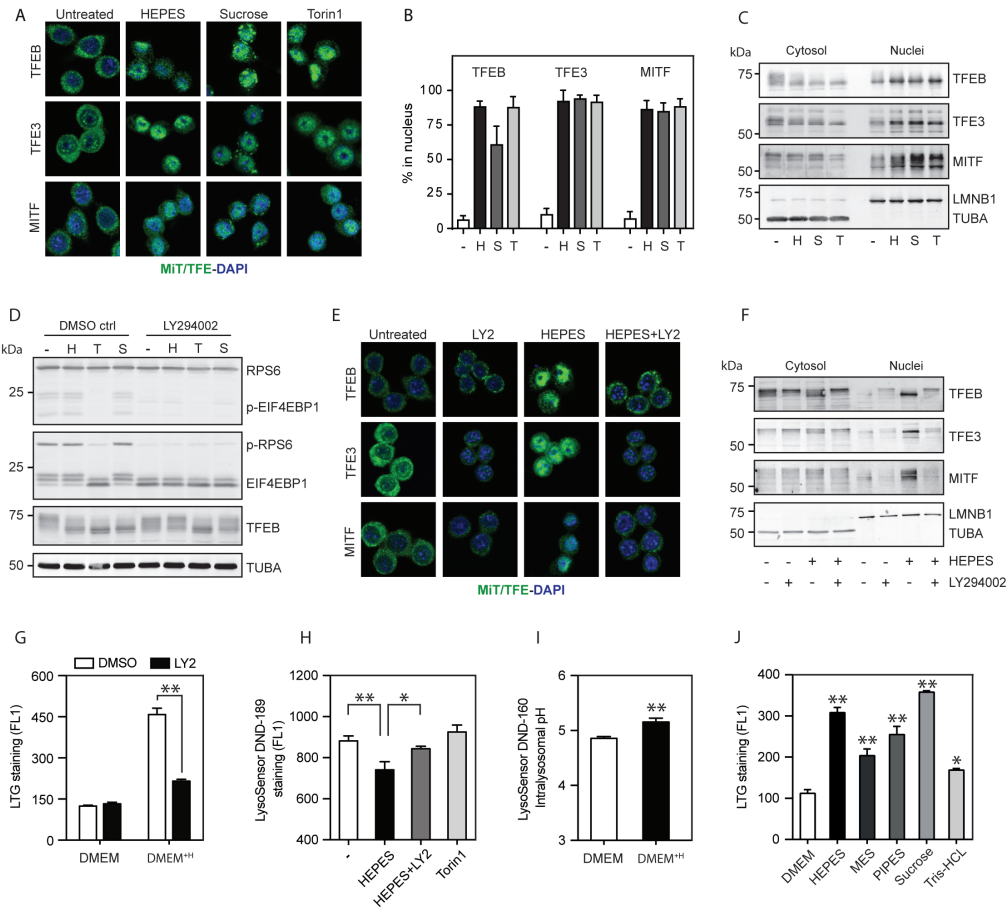 A
Untreated HEPES Sucrose Torin1
TFEB
TFE3
MITF
MiT/TFE-DAPI
B
% in nucleus
100
75
50
25
0
TFEB TFE3 MITF
- H S T - H S T - H S T
C
kDa Cytosol Nuclei
75 TFEB
50 TFE3
50 MITF
75 LMNB1
50 TUBA
- H S T - H S T
D
DMSO ctrl LY294002
kDa - H T S - H T S
RPS6
25
p-EIF4EBP1
p-RPS6
25
EIF4EBP1
75
TFEB
50 TUBA
E
Untreated LY2 HEPES HEPES+LY2
TFEB
TFE3
MITF
MiT/TFE-DAPI
F
kDa Cytosol Nuclei
75 TFEB
50 TFE3
50 MITF
75 LMNB1
50 TUBA
- - + + - - + + HEPES
- + - + - + - + LY294002
G
DMSO LY2
LTG staining (FL1)
600
450
300
150
0
**
DMEM DMEM+H
H
LysoSensor DND-189
staining (FL1)
1200
1000
800
600
400
** *
- HEPES HEPES+LY2 Torin1
I
LysoSensor DND-160
Intralysosomal pH
6
5
4
3
**
DMEM DMEM+H
J
LTG staining (FL1)
400
300
200
100
0
** ** ** ** *
DMEM HEPES MES PIPES Sucrose Tris-HCL